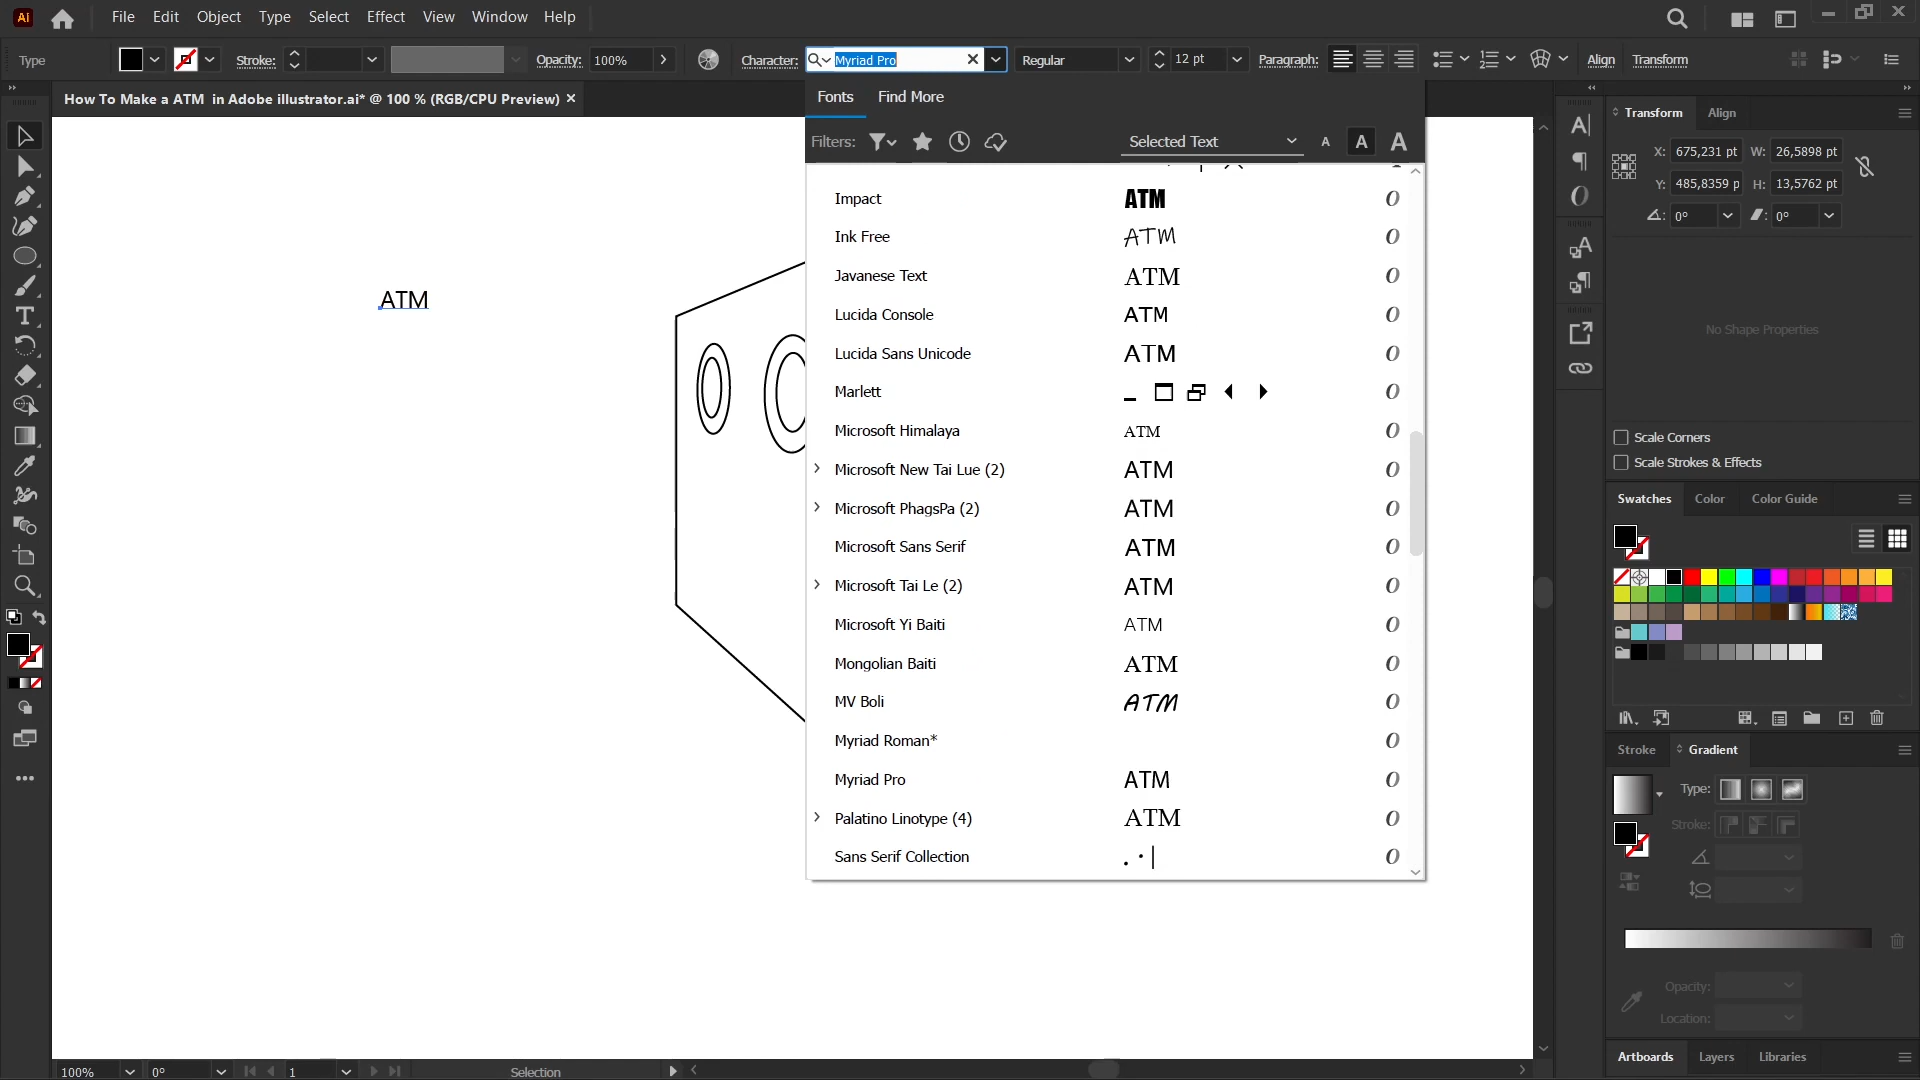 Ai File Edit Object Type Select Effect View Window Help
Type Stroke: Opacity: 100% Character: Myriad Pro Regular 12 pt Paragraph: Align Transform
How To Make a ATM  in Adobe illustrator.ai* @ 100 % (RGB/CPU Preview)
Fonts Find More
Filters: Selected Text A A A
Impact ATM
Ink Free ATM
Javanese Text ATM
Lucida Console ATM
Lucida Sans Unicode ATM
Marlett
Microsoft Himalaya ATM
Microsoft New Tai Lue (2) ATM
Microsoft PhagsPa (2) ATM
Microsoft Sans Serif ATM
Microsoft Tai Le (2) ATM
Microsoft Yi Baiti ATM
Mongolian Baiti ATM
MV Boli ATM
Myriad Roman*
Myriad Pro ATM
Palatino Linotype (4) ATM
Sans Serif Collection
ATM
Transform Align
X: 675,231 pt W: 26,5898 pt
Y: 485,8359 p H: 13,5762 pt
0° 0°
No Shape Properties
Scale Corners
Scale Strokes & Effects
Swatches Color Color Guide
Stroke Gradient
Type:
Stroke:
Opacity:
Location:
Artboards Layers Libraries
100% 0° 1 Selection